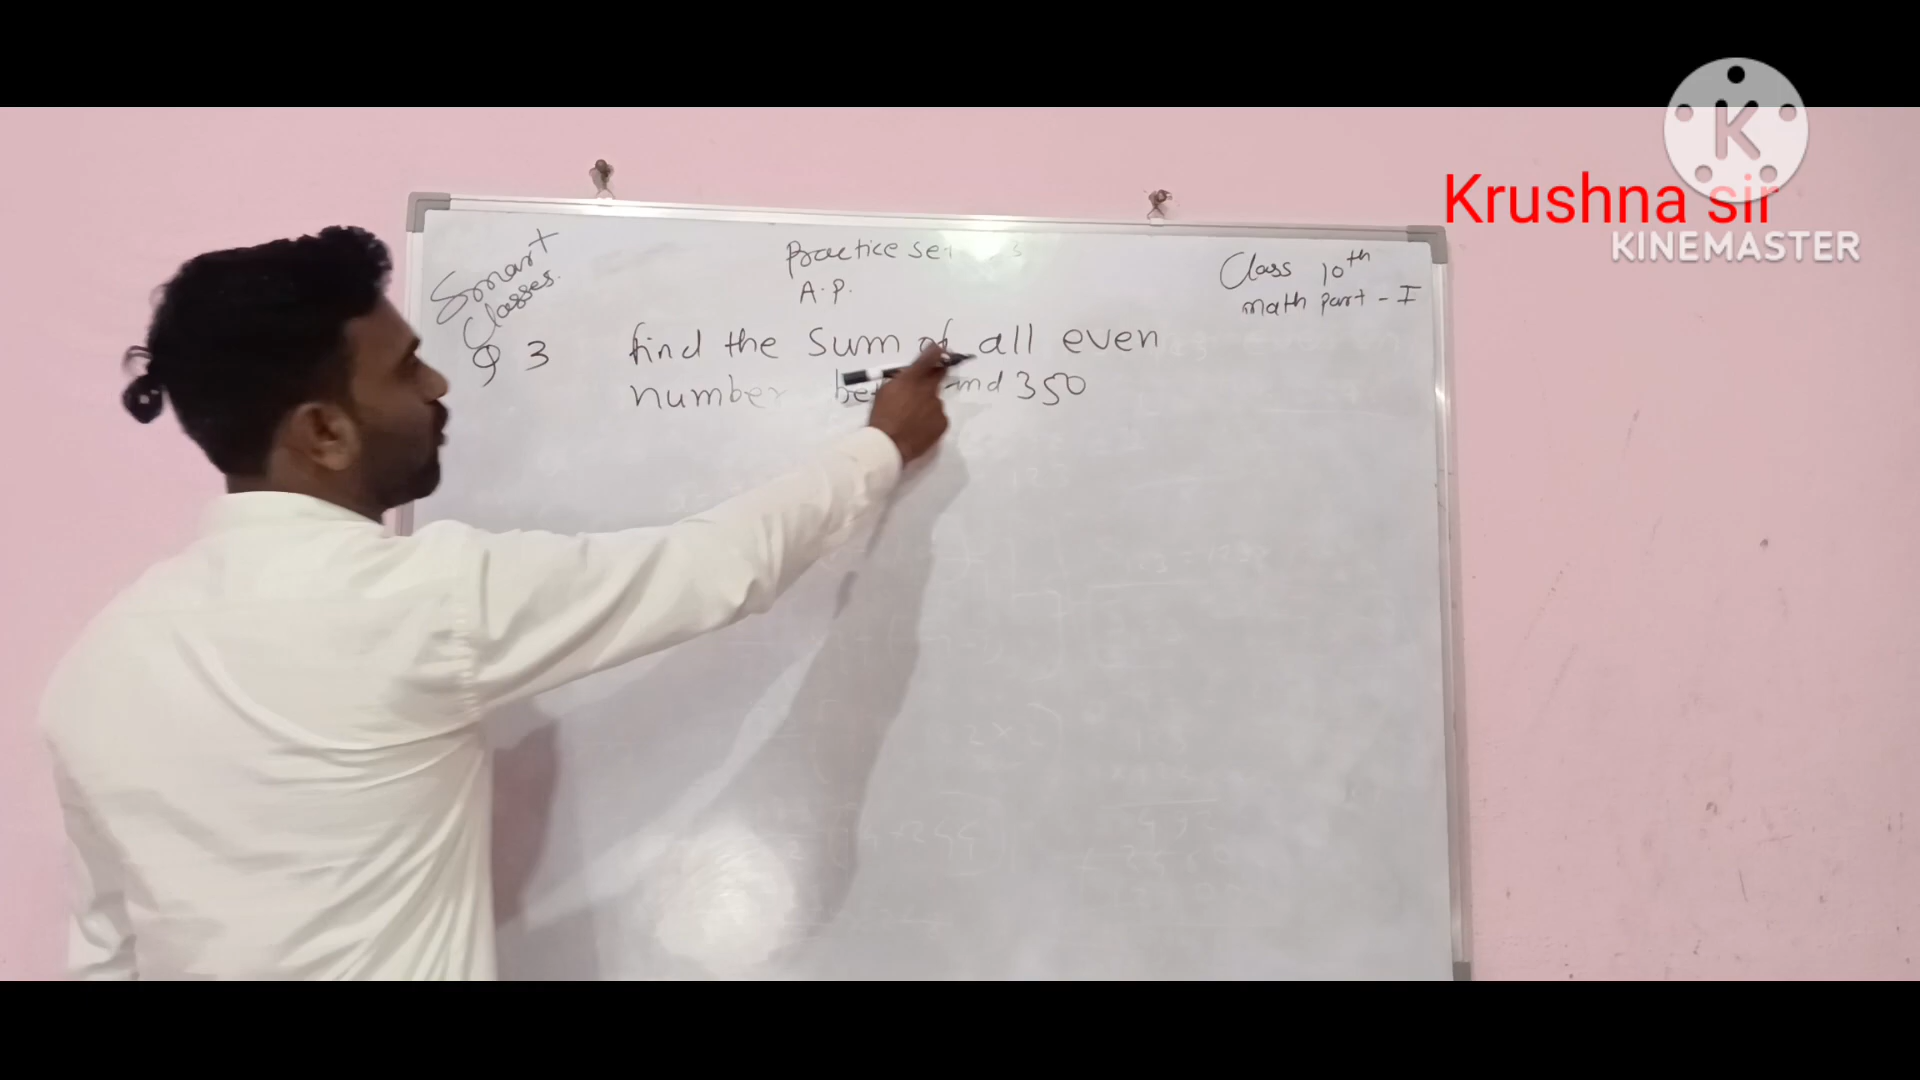 Krushna sir
KINEMASTER
Smart
Classes.
Practice Set
A.P.
Class 10th
math part - I
Q 3 find the sum of all even
number and 350